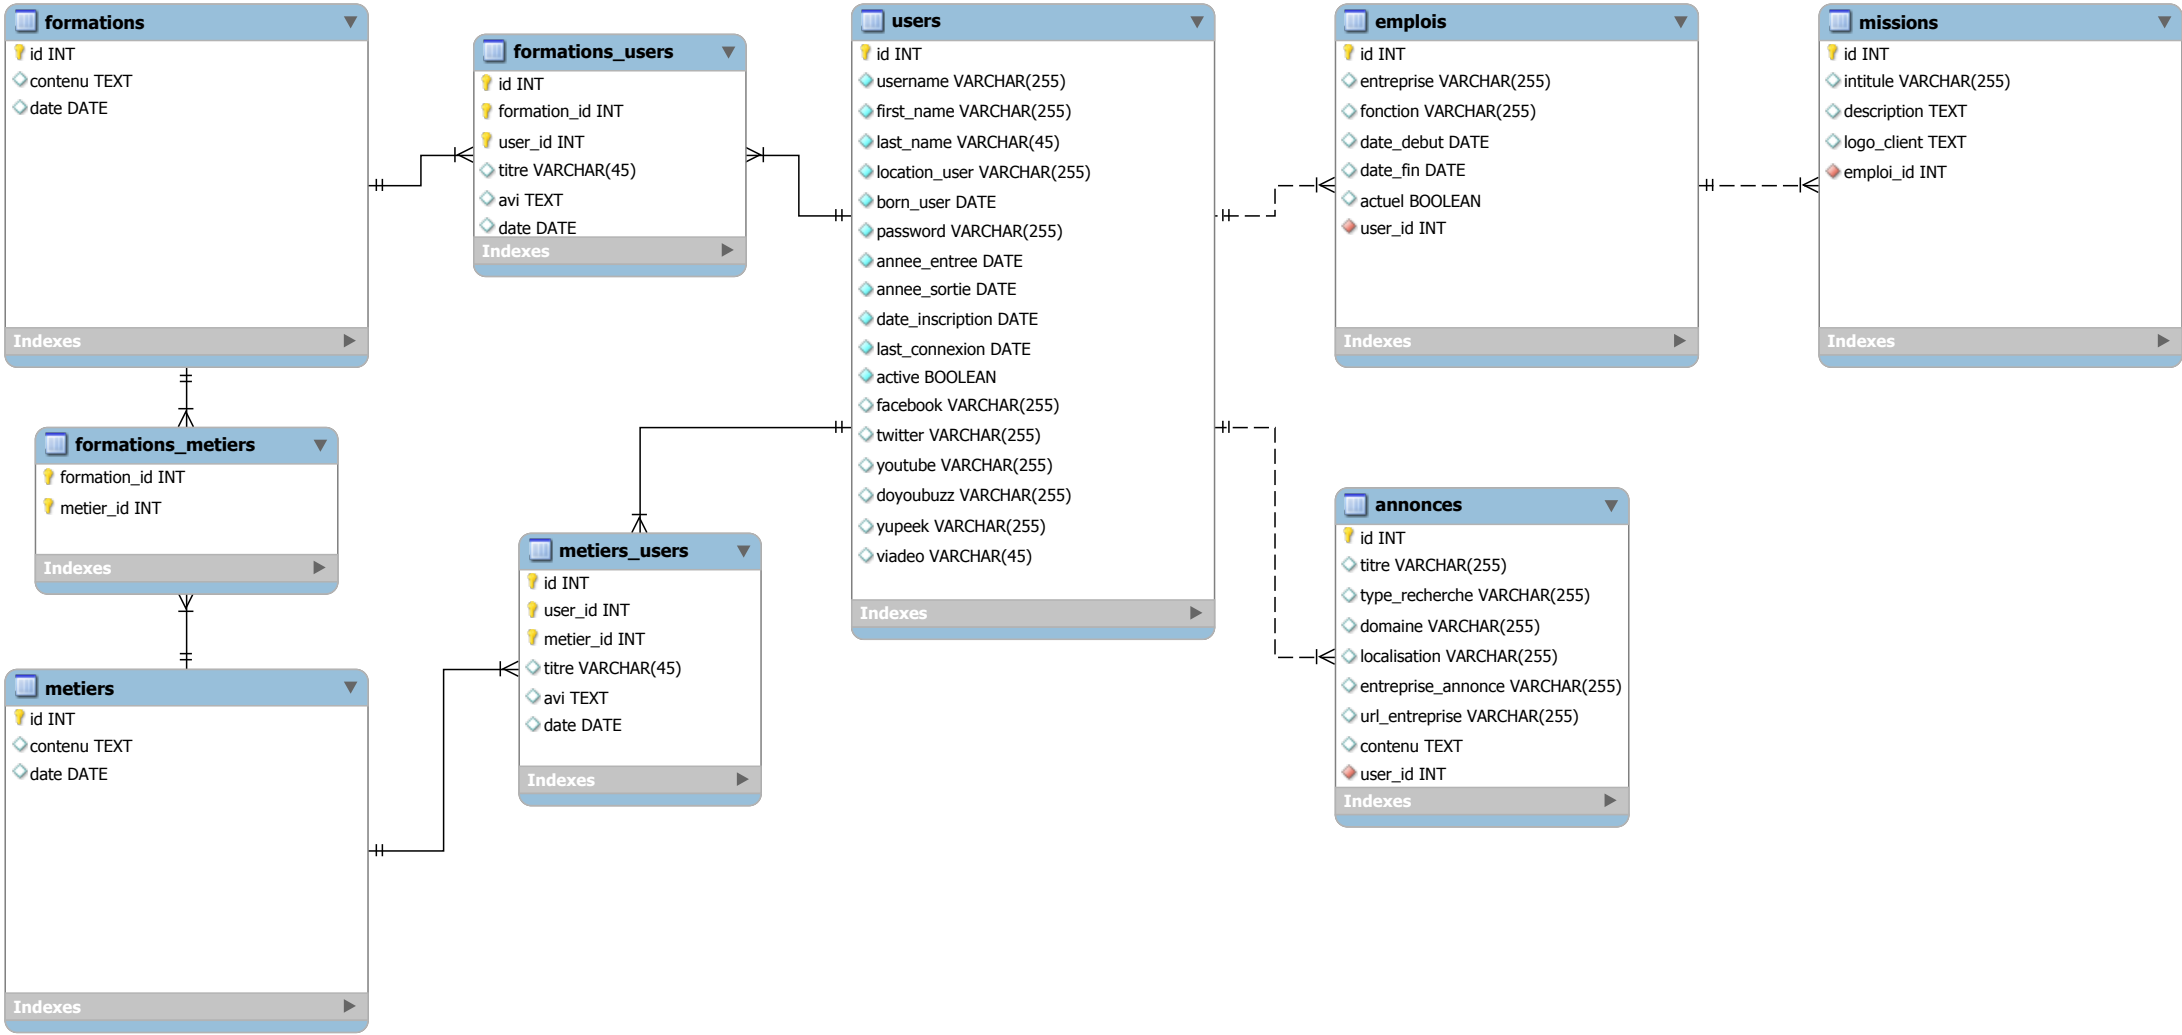 formations
id INT
contenu TEXT
date DATE
Indexes
formations_users
id INT
formation_id INT
user_id INT
titre VARCHAR(45)
avi TEXT
date DATE
Indexes
users
id INT
username VARCHAR(255)
first_name VARCHAR(255)
last_name VARCHAR(45)
location_user VARCHAR(255)
born_user DATE
password VARCHAR(255)
annee_entree DATE
annee_sortie DATE
date_inscription DATE
last_connexion DATE
active BOOLEAN
facebook VARCHAR(255)
twitter VARCHAR(255)
youtube VARCHAR(255)
doyoubuzz VARCHAR(255)
yupeek VARCHAR(255)
viadeo VARCHAR(45)
Indexes
emplois
id INT
entreprise VARCHAR(255)
fonction VARCHAR(255)
date_debut DATE
date_fin DATE
actuel BOOLEAN
user_id INT
Indexes
missions
id INT
intitule VARCHAR(255)
description TEXT
logo_client TEXT
emploi_id INT
Indexes
formations_metiers
formation_id INT
metier_id INT
Indexes
metiers_users
id INT
user_id INT
metier_id INT
titre VARCHAR(45)
avi TEXT
date DATE
Indexes
annonces
id INT
titre VARCHAR(255)
type_recherche VARCHAR(255)
domaine VARCHAR(255)
localisation VARCHAR(255)
entreprise_annonce VARCHAR(255)
url_entreprise VARCHAR(255)
contenu TEXT
user_id INT
Indexes
metiers
id INT
contenu TEXT
date DATE
Indexes